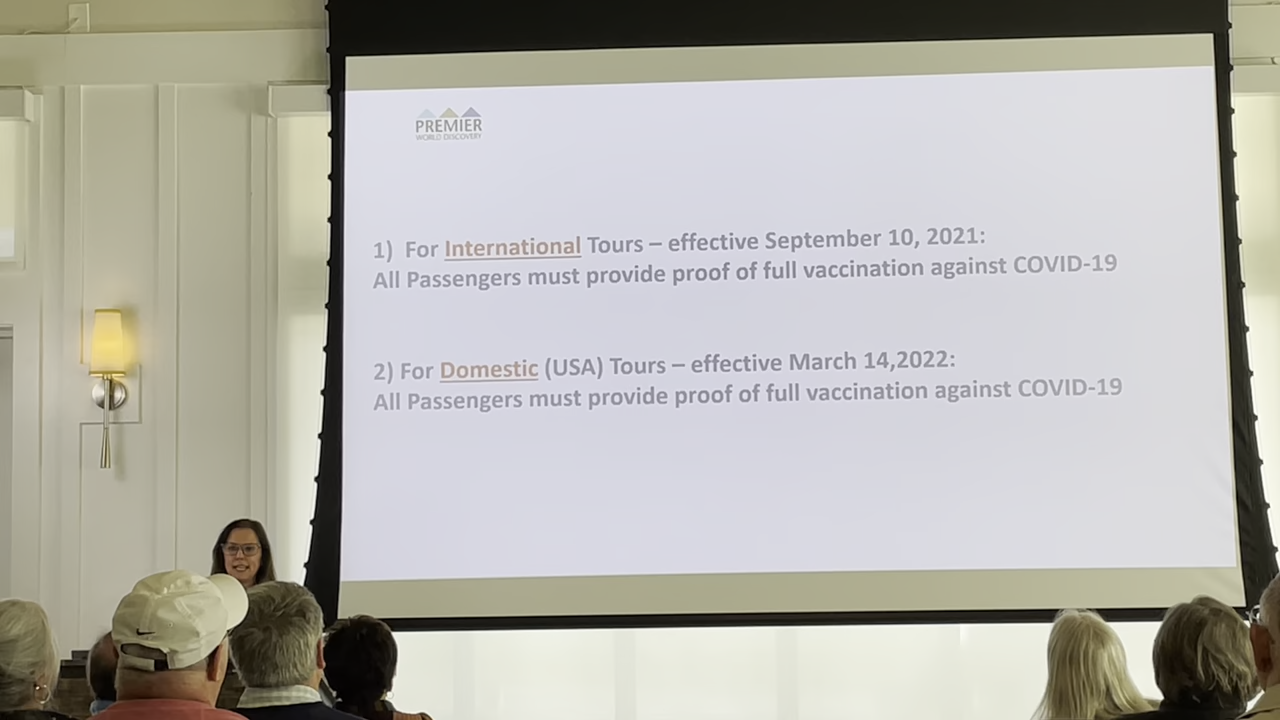 PREMIER
WORLD DISCOVERY
1) For International Tours – effective September 10, 2021:
All Passengers must provide proof of full vaccination against COVID-19
2) For Domestic (USA) Tours – effective March 14,2022:
All Passengers must provide proof of full vaccination against COVID-19